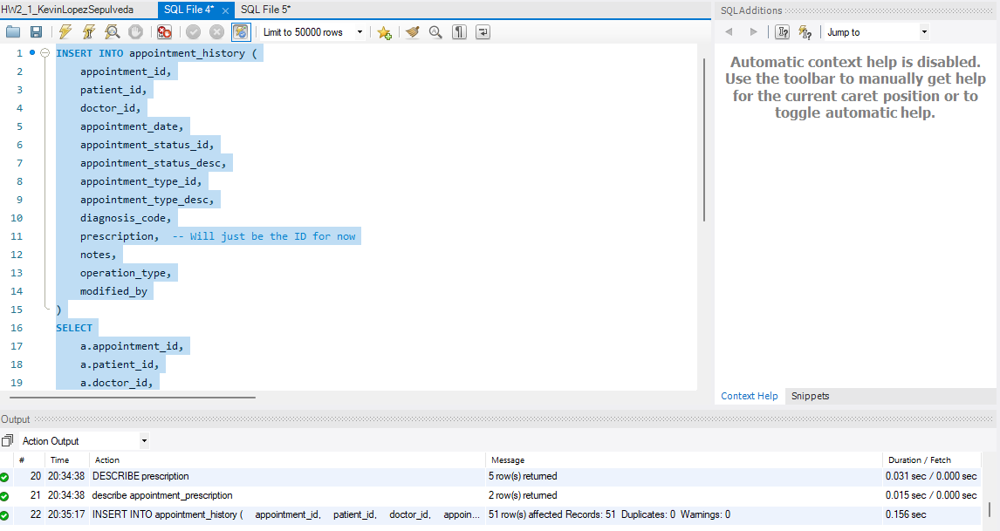 HW2_1_KevinLopezSepulveda SQL File 4* SQL File 5*
SQLAdditions
Limit to 50000 rows
Jump to
1 INSERT INTO appointment_history (
2 appointment_id,
3 patient_id,
4 doctor_id,
5 appointment_date,
6 appointment_status_id,
7 appointment_status_desc,
8 appointment_type_id,
9 appointment_type_desc,
10 diagnosis_code,
11 prescription, -- Will just be the ID for now
12 notes,
13 operation_type,
14 modified_by
15 )
16 SELECT
17 a.appointment_id,
18 a.patient_id,
19 a.doctor_id,
Automatic context help is disabled.
Use the toolbar to manually get help
for the current caret position or to
toggle automatic help.
Context Help Snippets
Output
Action Output
# Time Action Message Duration / Fetch
20 20:34:38 DESCRIBE prescription 5 row(s) returned 0.031 sec / 0.000 sec
21 20:34:38 describe appointment_prescription 2 row(s) returned 0.015 sec / 0.000 sec
22 20:35:17 INSERT INTO appointment_history ( appointment_id, patient_id, doctor_id, appoin... 51 row(s) affected Records: 51 Duplicates: 0 Warnings: 0 0.156 sec